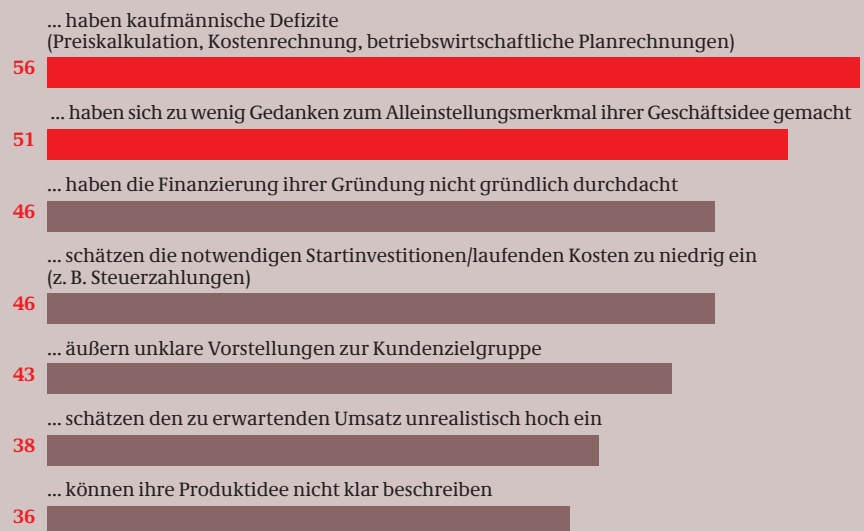 ... haben kaufmännische Defizite
(Preiskalkulation, Kostenrechnung, betriebswirtschaftliche Planrechnungen)
56
... haben sich zu wenig Gedanken zum Alleinstellungsmerkmal ihrer Geschäftsidee gemacht
51
... haben die Finanzierung ihrer Gründung nicht gründlich durchdacht
46
... schätzen die notwendigen Startinvestitionen/laufenden Kosten zu niedrig ein
(z. B. Steuerzahlungen)
46
... äußern unklare Vorstellungen zur Kundenzielgruppe
43
... schätzen den zu erwartenden Umsatz unrealistisch hoch ein
38
... können ihre Produktidee nicht klar beschreiben
36